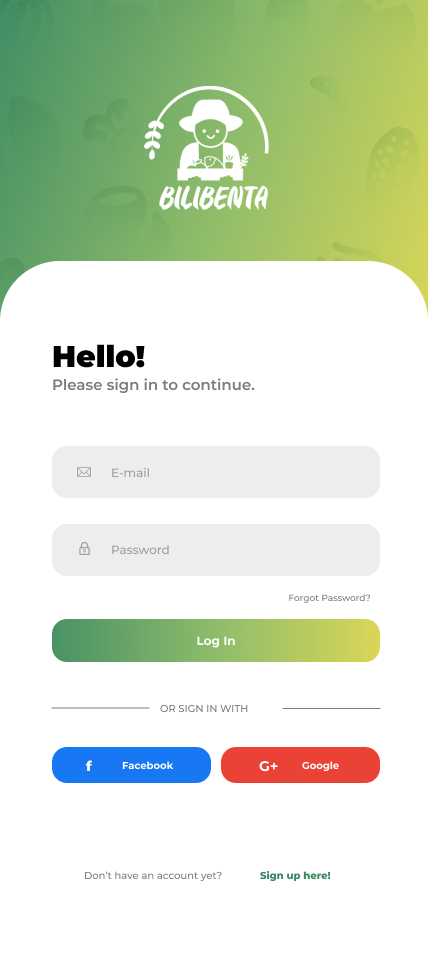 BILIBENTA
Hello!
Please sign in to continue.
E-mail
Password
Forgot Password?
Log In
OR SIGN IN WITH
f Facebook
G+ Google
Don't have an account yet? Sign up here!